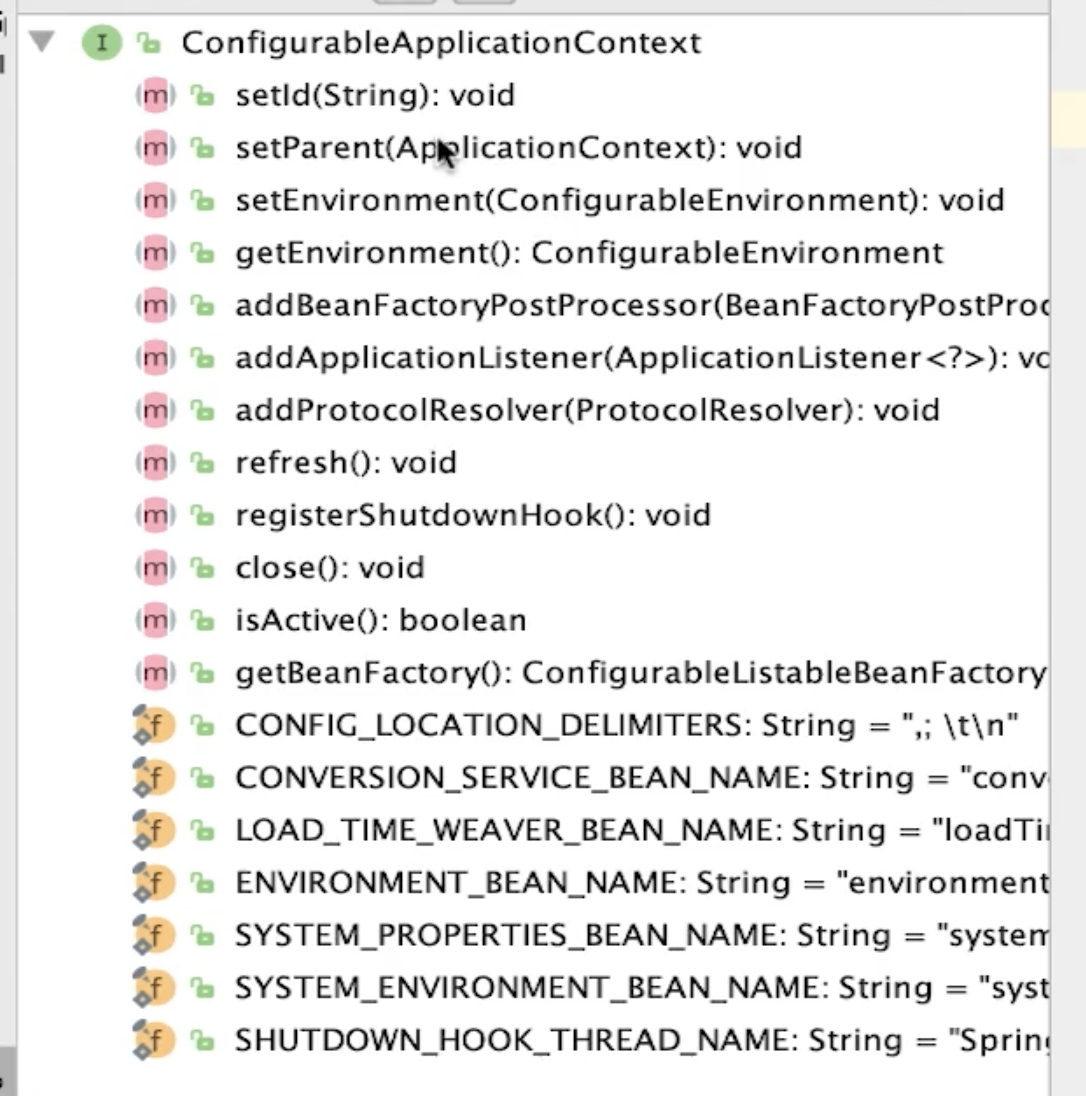 I ConfigurableApplicationContext
m setId(String): void
m setParent(ApplicationContext): void
m setEnvironment(ConfigurableEnvironment): void
m getEnvironment(): ConfigurableEnvironment
m addBeanFactoryPostProcessor(BeanFactoryPostProc
m addApplicationListener(ApplicationListener<?>): vo
m addProtocolResolver(ProtocolResolver): void
m refresh(): void
m registerShutdownHook(): void
m close(): void
m isActive(): boolean
m getBeanFactory(): ConfigurableListableBeanFactory
f CONFIG_LOCATION_DELIMITERS: String = ",; \t\n"
f CONVERSION_SERVICE_BEAN_NAME: String = "conv
f LOAD_TIME_WEAVER_BEAN_NAME: String = "loadTi
f ENVIRONMENT_BEAN_NAME: String = "environment
f SYSTEM_PROPERTIES_BEAN_NAME: String = "system
f SYSTEM_ENVIRONMENT_BEAN_NAME: String = "syst
f SHUTDOWN_HOOK_THREAD_NAME: String = "Spring